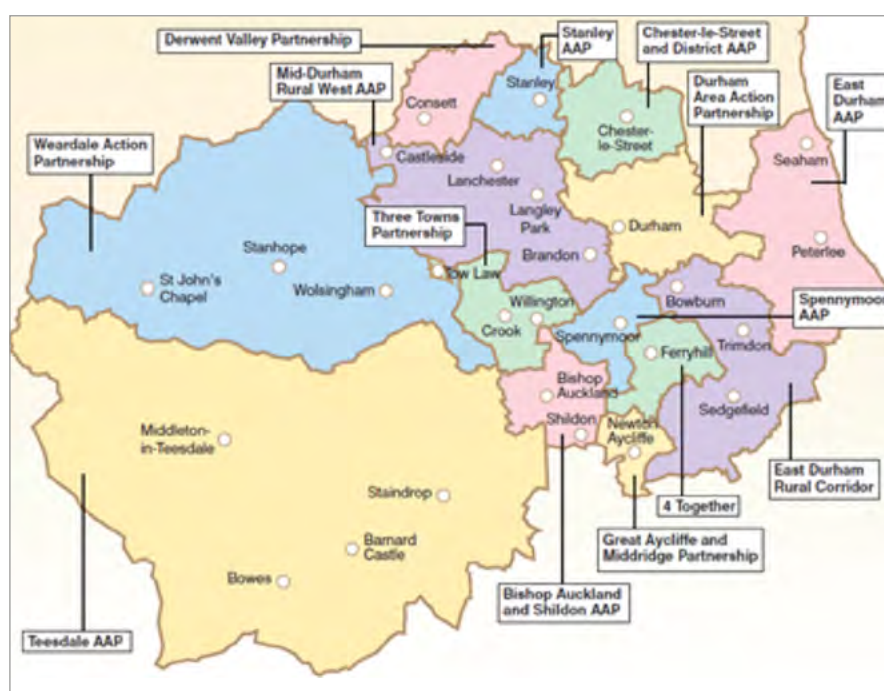 Derwent Valley Partnership
Stanley
AAP
Chester-le-Street
and District AAP
Mid-Durham
Rural West AAP
Durham
Area Action
Partnership
East
Durham
AAP
Weardale Action
Partnership
Consett
Stanley
Chester-
le-Street
Seaham
Castleside
Lanchester
Langley
Park
Three Towns
Partnership
Durham
Brandon
Peterlee
Stanhope
St John's
Chapel
Wolsingham
Tow Law
Willington
Crook
Bowburn
Spennymoor
AAP
Spennymoor
Trimdon
Ferryhill
Bishop
Auckland
Sedgefield
Shildon
Newton
Aycliffe
Middleton-
in-Teesdale
Staindrop
East Durham
Rural Corridor
4 Together
Barnard
Castle
Great Aycliffe and
Middridge Partnership
Bowes
Bishop Auckland
and Shildon AAP
Teesdale AAP